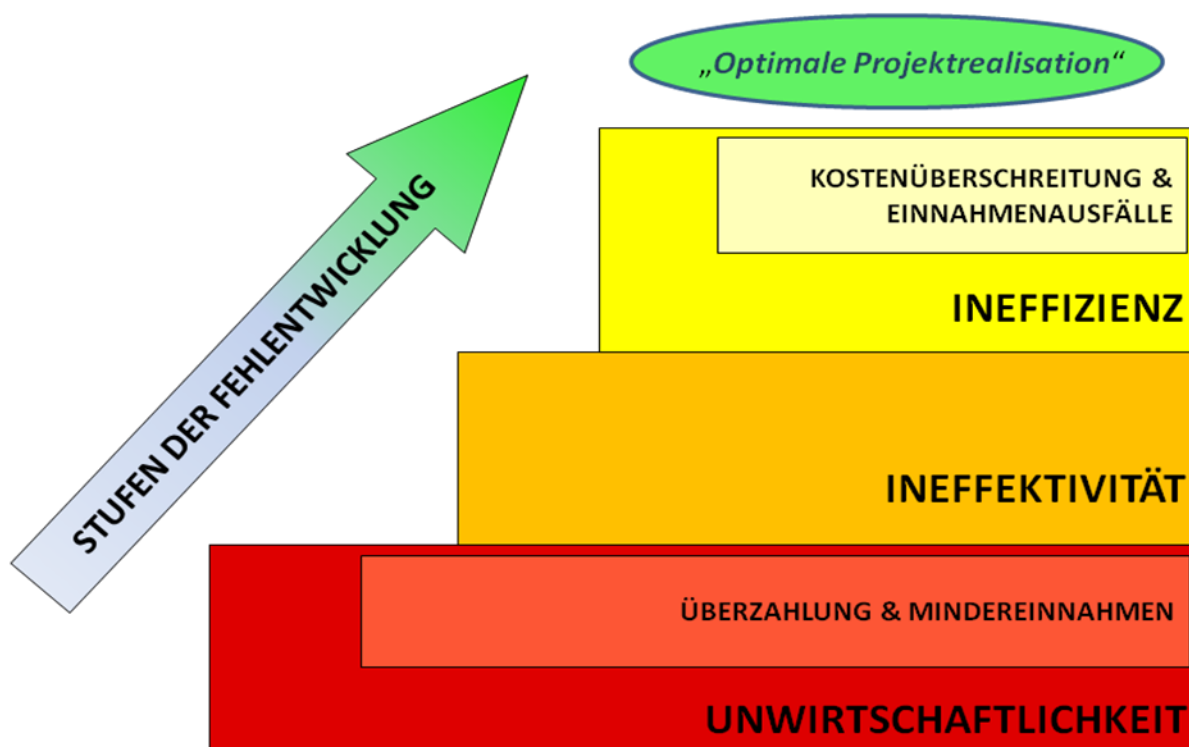 „Optimale Projektrealisation“
KOSTENÜBERSCHREITUNG &
EINNAHMENAUSFÄLLE
INEFFIZIENZ
STUFEN DER FEHLENTWICKLUNG
INEFFEKTIVITÄT
ÜBERZAHLUNG & MINDEREINNAHMEN
UNWIRTSCHAFTLICHKEIT